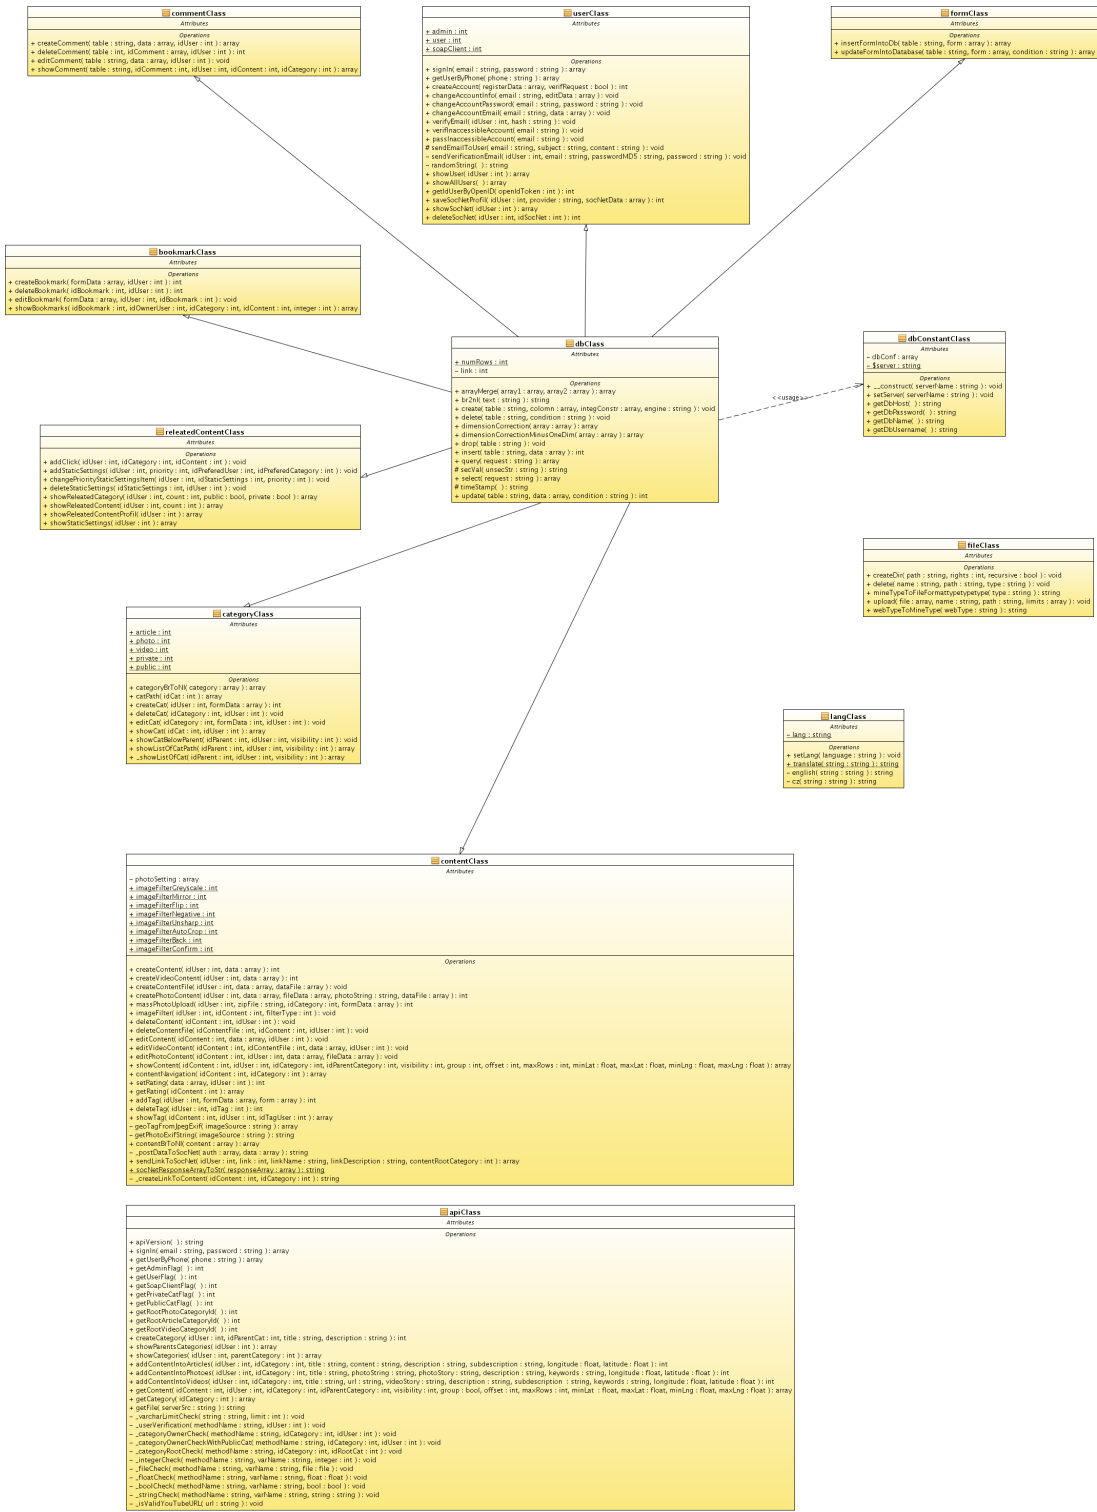 commentClass
Attributes
Operations
+ createComment( table : string, data : array, idUser : int ) : array
+ deleteComment( table : int, idComment : array, idUser : int ) : int
+ editComment( table : string, data : array, idUser : int ) : void
+ showComment( table : string, idComment : int, idUser : int, idContent : int, idCategory : int ) : array
userClass
Attributes
+ admin : int
+ user : int
+ soapClient : int
Operations
+ signIn( email : string, password : string ) : array
+ getUserByPhone( phone : string ) : array
+ createAccount( registerData : array, verifRequest : bool ) : int
+ changeAccountInfo( email : string, editData : array ) : void
+ changeAccountPassword( email : string, password : string ) : void
+ changeAccountEmail( email : string, data : array ) : void
+ verifyEmail( idUser : int, hash : string ) : void
+ verifInaccessibleAccount( email : string ) : void
+ passInaccessibleAccount( email : string ) : void
# sendEmailToUser( email : string, subject : string, content : string ) : void
- sendVerificationEmail( idUser : int, email : string, passwordMD5 : string, password : string ) : void
- randomString(  ) : string
+ showUser( idUser : int ) : array
+ showAllUsers(  ) : array
+ getIdUserByOpenID( openIdToken : int ) : int
+ saveSocNetProfil( idUser : int, provider : string, socNetData : array ) : int
+ showSocNet( idUser : int ) : array
+ deleteSocNet( idUser : int, idSocNet : int ) : int
formClass
Attributes
Operations
+ insertFormIntoDb( table : string, form : array ) : array
+ updateFormIntoDatabase( table : string, form : array, condition : string ) : array
bookmarkClass
Attributes
Operations
+ createBookmark( formData : array, idUser : int ) : int
+ deleteBookmark( idBookmark : int, idUser : int ) : int
+ editBookmark( formData : array, idUser : int, idBookmark : int ) : void
+ showBookmarks( idBookmark : int, idOwnerUser : int, idCategory : int, idContent : int, integer : int ) : array
dbClass
Attributes
+ numRows : int
- link : int
Operations
+ arrayMerge( array1 : array, array2 : array ) : array
+ br2nl( text : string ) : string
+ create( table : string, colomn : array, integConstr : array, engine : string ) : void
+ delete( table : string, condition : string ) : void
+ dimensionCorrection( array : array ) : array
+ dimensionCorrectionMinusOneDim( array : array ) : array
+ drop( table : string ) : void
+ insert( table : string, data : array ) : int
+ query( request : string ) : array
# secVal( unsecStr : string ) : string
+ select( request : string ) : array
# timeStamp(  ) : string
+ update( table : string, data : array, condition : string ) : int
<<usage>>
dbConstantClass
Attributes
- dbConf : array
- $server : string
Operations
+ __construct( serverName : string ) : void
+ setServer( serverName : string ) : void
+ getDbHost(  ) : string
+ getDbPassword(  ) : string
+ getDbName(  ) : string
+ getDbUsername(  ) : string
releatedContentClass
Attributes
Operations
+ addClick( idUser : int, idCategory : int, idContent : int ) : void
+ addStaticSettings( idUser : int, priority : int, idPreferedUser : int, idPreferedCategory : int ) : void
+ changePriorityStaticSettingsItem( idUser : int, idStaticSettings : int, priority : int ) : void
+ deleteStaticSettings( idStaticSettings : int, idUser : int ) : void
+ showReleatedCategory( idUser : int, count : int, public : bool, private : bool ) : array
+ showReleatedContent( idUser : int, count : int ) : array
+ showReleatedContentProfil( idUser : int ) : array
+ showStaticSettings( idUser : int ) : array
fileClass
Attributes
Operations
+ createDir( path : string, rights : int, recursive : bool ) : void
+ delete( name : string, path : string, type : string ) : void
+ mineTypeToFileFormattypetypetype( type : string ) : string
+ upload( file : array, name : string, path : string, limits : array ) : void
+ webTypeToMineType( webType : string ) : string
categoryClass
Attributes
+ article : int
+ photo : int
+ video : int
+ private : int
+ public : int
Operations
+ categoryBrToNl( category : array ) : array
+ catPath( idCat : int ) : array
+ createCat( idUser : int, formData : array ) : int
+ deleteCat( idCategory : int, idUser : int ) : void
+ editCat( idCategory : int, formData : int, idUser : int ) : void
+ showCat( idCat : int, idUser : int ) : array
+ showCatBelowParent( idParent : int, idUser : int, visibility : int ) : void
+ showListOfCatPath( idParent : int, idUser : int, visibility : int ) : array
+ _showListOfCat( idParent : int, idUser : int, visibility : int ) : array
langClass
Attributes
- lang : string
Operations
+ setLang( language : string ) : void
+ translate( string : string ) : string
- english( string : string ) : string
- cz( string : string ) : string
contentClass
Attributes
- photoSetting : array
+ imageFilterGreyscale : int
+ imageFilterMirror : int
+ imageFilterFlip : int
+ imageFilterNegative : int
+ imageFilterUnsharp : int
+ imageFilterAutoCrop : int
+ imageFilterBack : int
+ imageFilterConfirm : int
Operations
+ createContent( idUser : int, data : array ) : int
+ createVideoContent( idUser : int, data : array ) : int
+ createContentFile( idUser : int, data : array, dataFile : array ) : void
+ createPhotoContent( idUser : int, data : array, fileData : array, photoString : string, dataFile : array ) : int
+ massPhotoUpload( idUser : int, zipFile : string, idCategory : int, formData : array ) : int
+ imageFilter( idUser : int, idContent : int, filterType : int ) : void
+ deleteContent( idContent : int, idUser : int ) : void
+ deleteContentFile( idContentFile : int, idContent : int, idUser : int ) : void
+ editContent( idContent : int, data : array, idUser : int ) : void
+ editVideoContent( idContent : int, idContentFile : int, data : array, idUser : int ) : void
+ editPhotoContent( idContent : int, idUser : int, data : array, fileData : array ) : void
+ showContent( idContent : int, idUser : int, idCategory : int, idParentCategory : int, visibility : int, group : int, offset : int, maxRows : int, minLat : float, maxLat : float, minLng : float, maxLng : float ) : array
+ contentNavigation( idContent : int, idCategory : int ) : array
+ setRating( data : array, idUser : int ) : int
+ getRating( idContent : int ) : array
+ addTag( idUser : int, formData : array, form : array ) : int
+ deleteTag( idUser : int, idTag : int ) : int
+ showTag( idContent : int, idUser : int, idTagUser : int ) : array
- geoTagFromJpegExif( imageSource : string ) : array
- getPhotoExifString( imageSource : string ) : string
+ contentBrToNl( content : array ) : array
- _postDataToSocNet( auth : array, data : array ) : string
+ sendLinkToSocNet( idUser : int, link : int, linkName : string, linkDescription : string, contentRootCategory : int ) : array
+ socNetResponseArrayToStr( responseArray : array ) : string
- _createLinkToContent( idContent : int, idCategory : int ) : string
apiClass
Attributes
Operations
+ apiVersion(  ) : string
+ signIn( email : string, password : string ) : array
+ getUserByPhone( phone : string ) : array
+ getAdminFlag(  ) : int
+ getUserFlag(  ) : int
+ getSoapClientFlag(  ) : int
+ getPrivateCatFlag(  ) : int
+ getPublicCatFlag(  ) : int
+ getRootPhotoCategoryId(  ) : int
+ getRootArticleCategoryId(  ) : int
+ getRootVideoCategoryId(  ) : int
+ createCategory( idUser : int, idParentCat : int, title : string, description : string ) : int
+ showParentsCategories( idUser : int ) : array
+ showCategories( idUser : int, parentCategory : int ) : array
+ addContentIntoArticles( idUser : int, idCategory : int, title : string, content : string, description : string, subdescription : string, longitude : float, latitude : float ) : int
+ addContentIntoPhotoes( idUser : int, idCategory : int, title : string, photoString : string, photoStory : string, description : string, keywords : string, longitude : float, latitude : float ) : int
+ addContentIntoVideos( idUser : int, idCategory : int, title : string, url : string, videoStory : string, description : string, subdescription : string, keywords : string, longitude : float, latitude : float ) : int
+ getContent( idContent : int, idUser : int, idCategory : int, idParentCategory : int, visibility : int, group : bool, offset : int, maxRows : int, minLat : float, maxLat : float, minLng : float, maxLng : float ) : array
+ getCategory( idCategory : int ) : array
+ getFile( serverSrc : string ) : string
- _varcharLimitCheck( string : string, limit : int ) : void
- _userVerification( methodName : string, idUser : int ) : void
- _categoryOwnerCheck( methodName : string, idCategory : int, idUser : int ) : void
- _categoryOwnerCheckWithPublicCat( methodName : string, idCategory : int, idUser : int ) : void
- _categoryRootCheck( methodName : string, idCategory : int, idRootCat : int ) : void
- _integerCheck( methodName : string, varName : string, integer : int ) : void
- _fileCheck( methodName : string, varName : string, file : file ) : void
- _floatCheck( methodName : string, varName : string, float : float ) : void
- _boolCheck( methodName : string, varName : string, bool : bool ) : void
- _stringCheck( methodName : string, varName : string, string : string ) : void
- _isValidYouTubeURL( url : string ) : void